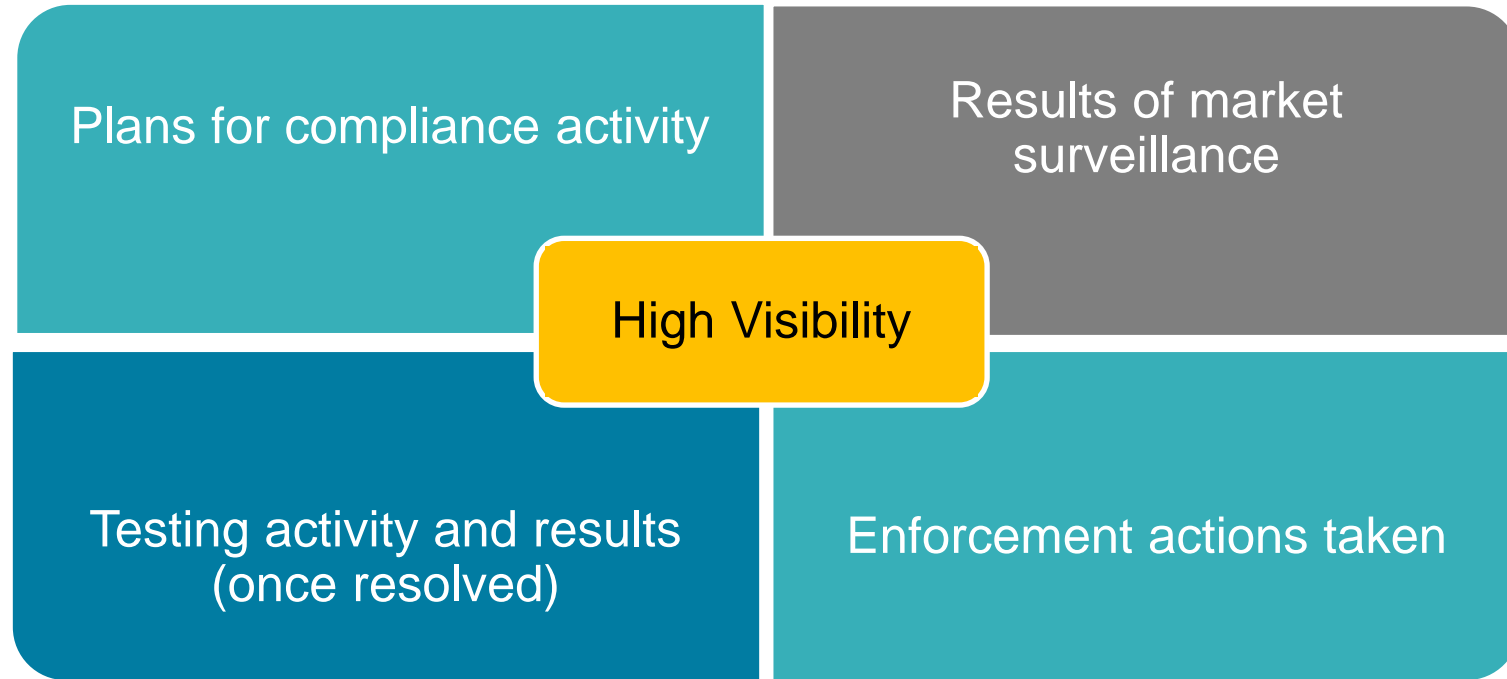 Plans for compliance activity
Results of market
surveillance
High Visibility
Testing activity and results
(once resolved)
Enforcement actions taken